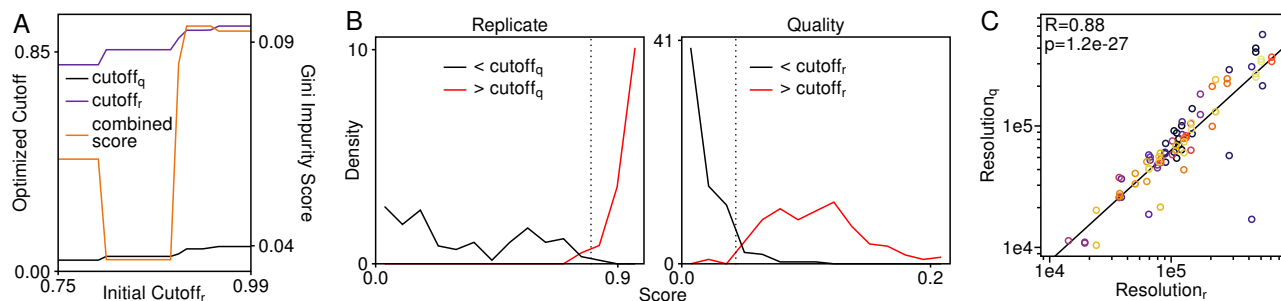 A
Optimized Cutoff
0.85
0.00
0.75
0.99
Initial Cutoffr
cutoffq
cutoffr
combined
score
0.09
0.04
Gini Impurity Score
B
Replicate
Quality
Density
10
0
0.0
0.9
< cutoffq
> cutoffq
41
0
0.0
0.2
< cutoffr
> cutoffr
Score
C
R=0.88
p=1.2e-27
Resolutionq
1e5
1e4
1e4
1e5
Resolutionr